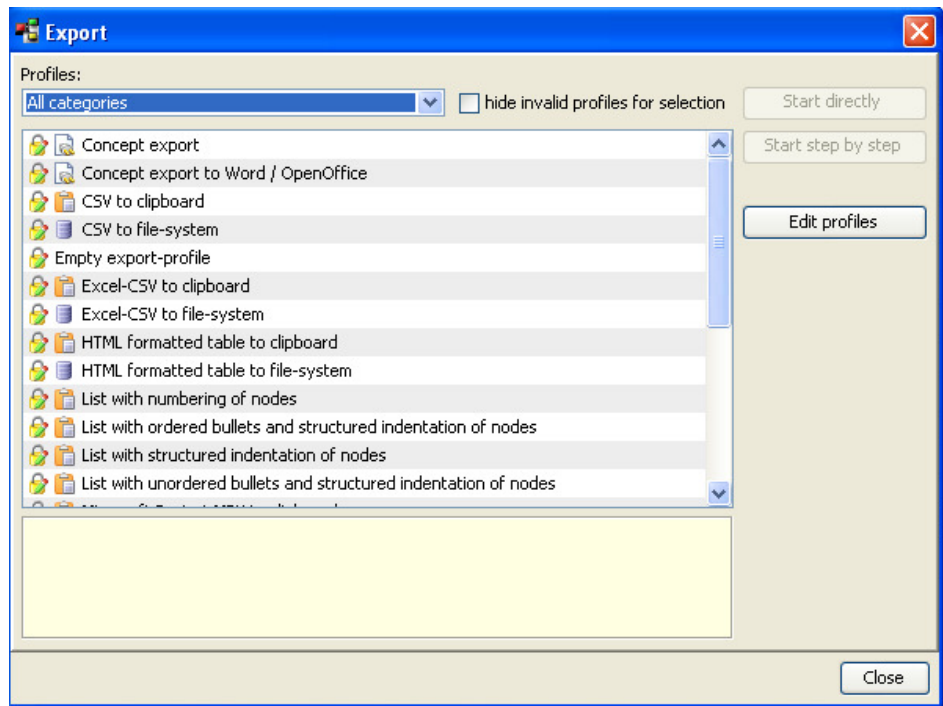 Export
Profiles:
All categories
hide invalid profiles for selection
Start directly
Concept export
Start step by step
Concept export to Word / OpenOffice
CSV to clipboard
Edit profiles
CSV to file-system
Empty export-profile
Excel-CSV to clipboard
Excel-CSV to file-system
HTML formatted table to clipboard
HTML formatted table to file-system
List with numbering of nodes
List with ordered bullets and structured indentation of nodes
List with structured indentation of nodes
List with unordered bullets and structured indentation of nodes
Close